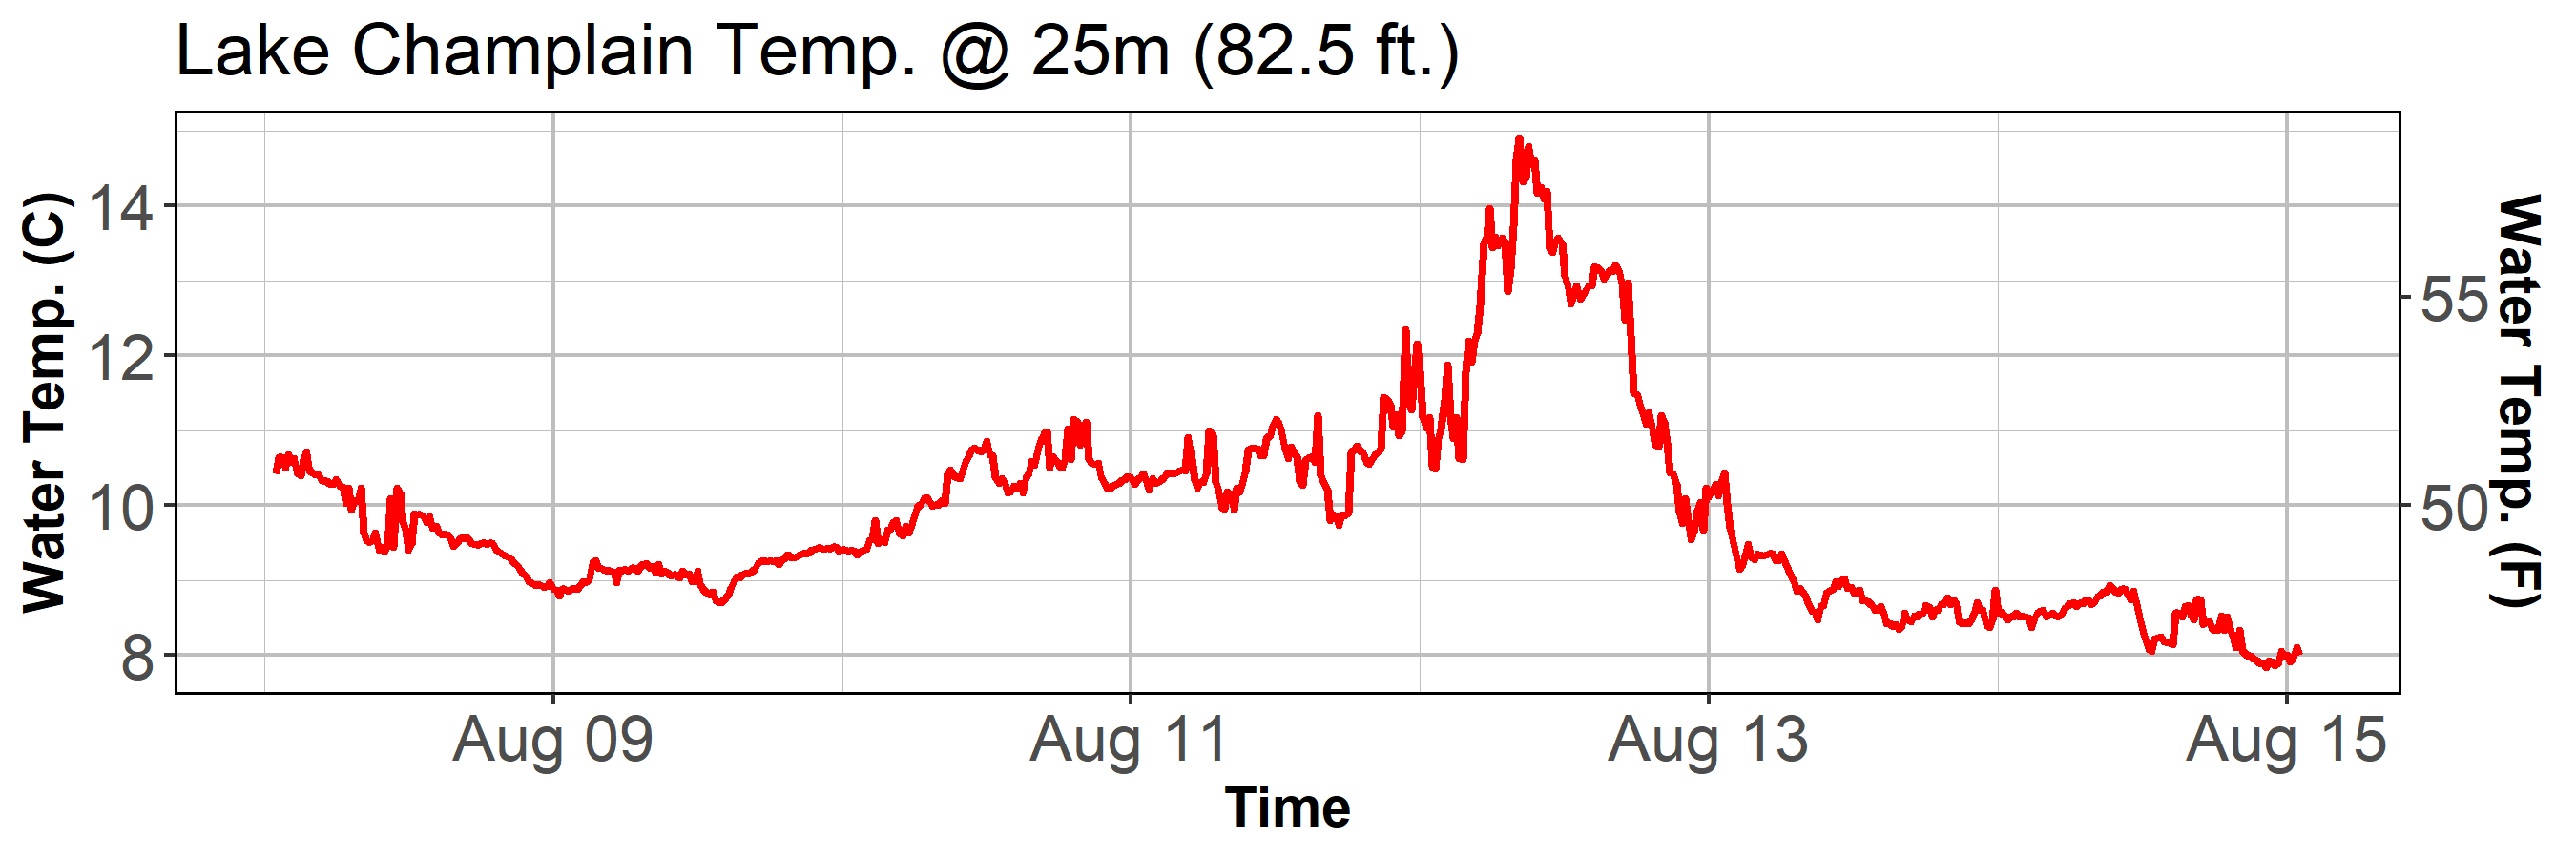 Lake Champlain Temp. @ 25m (82.5 ft.)
Water Temp. (C)
14
12
10
8
55
50
Water Temp. (F)
Aug 09 Aug 11 Aug 13 Aug 15
Time